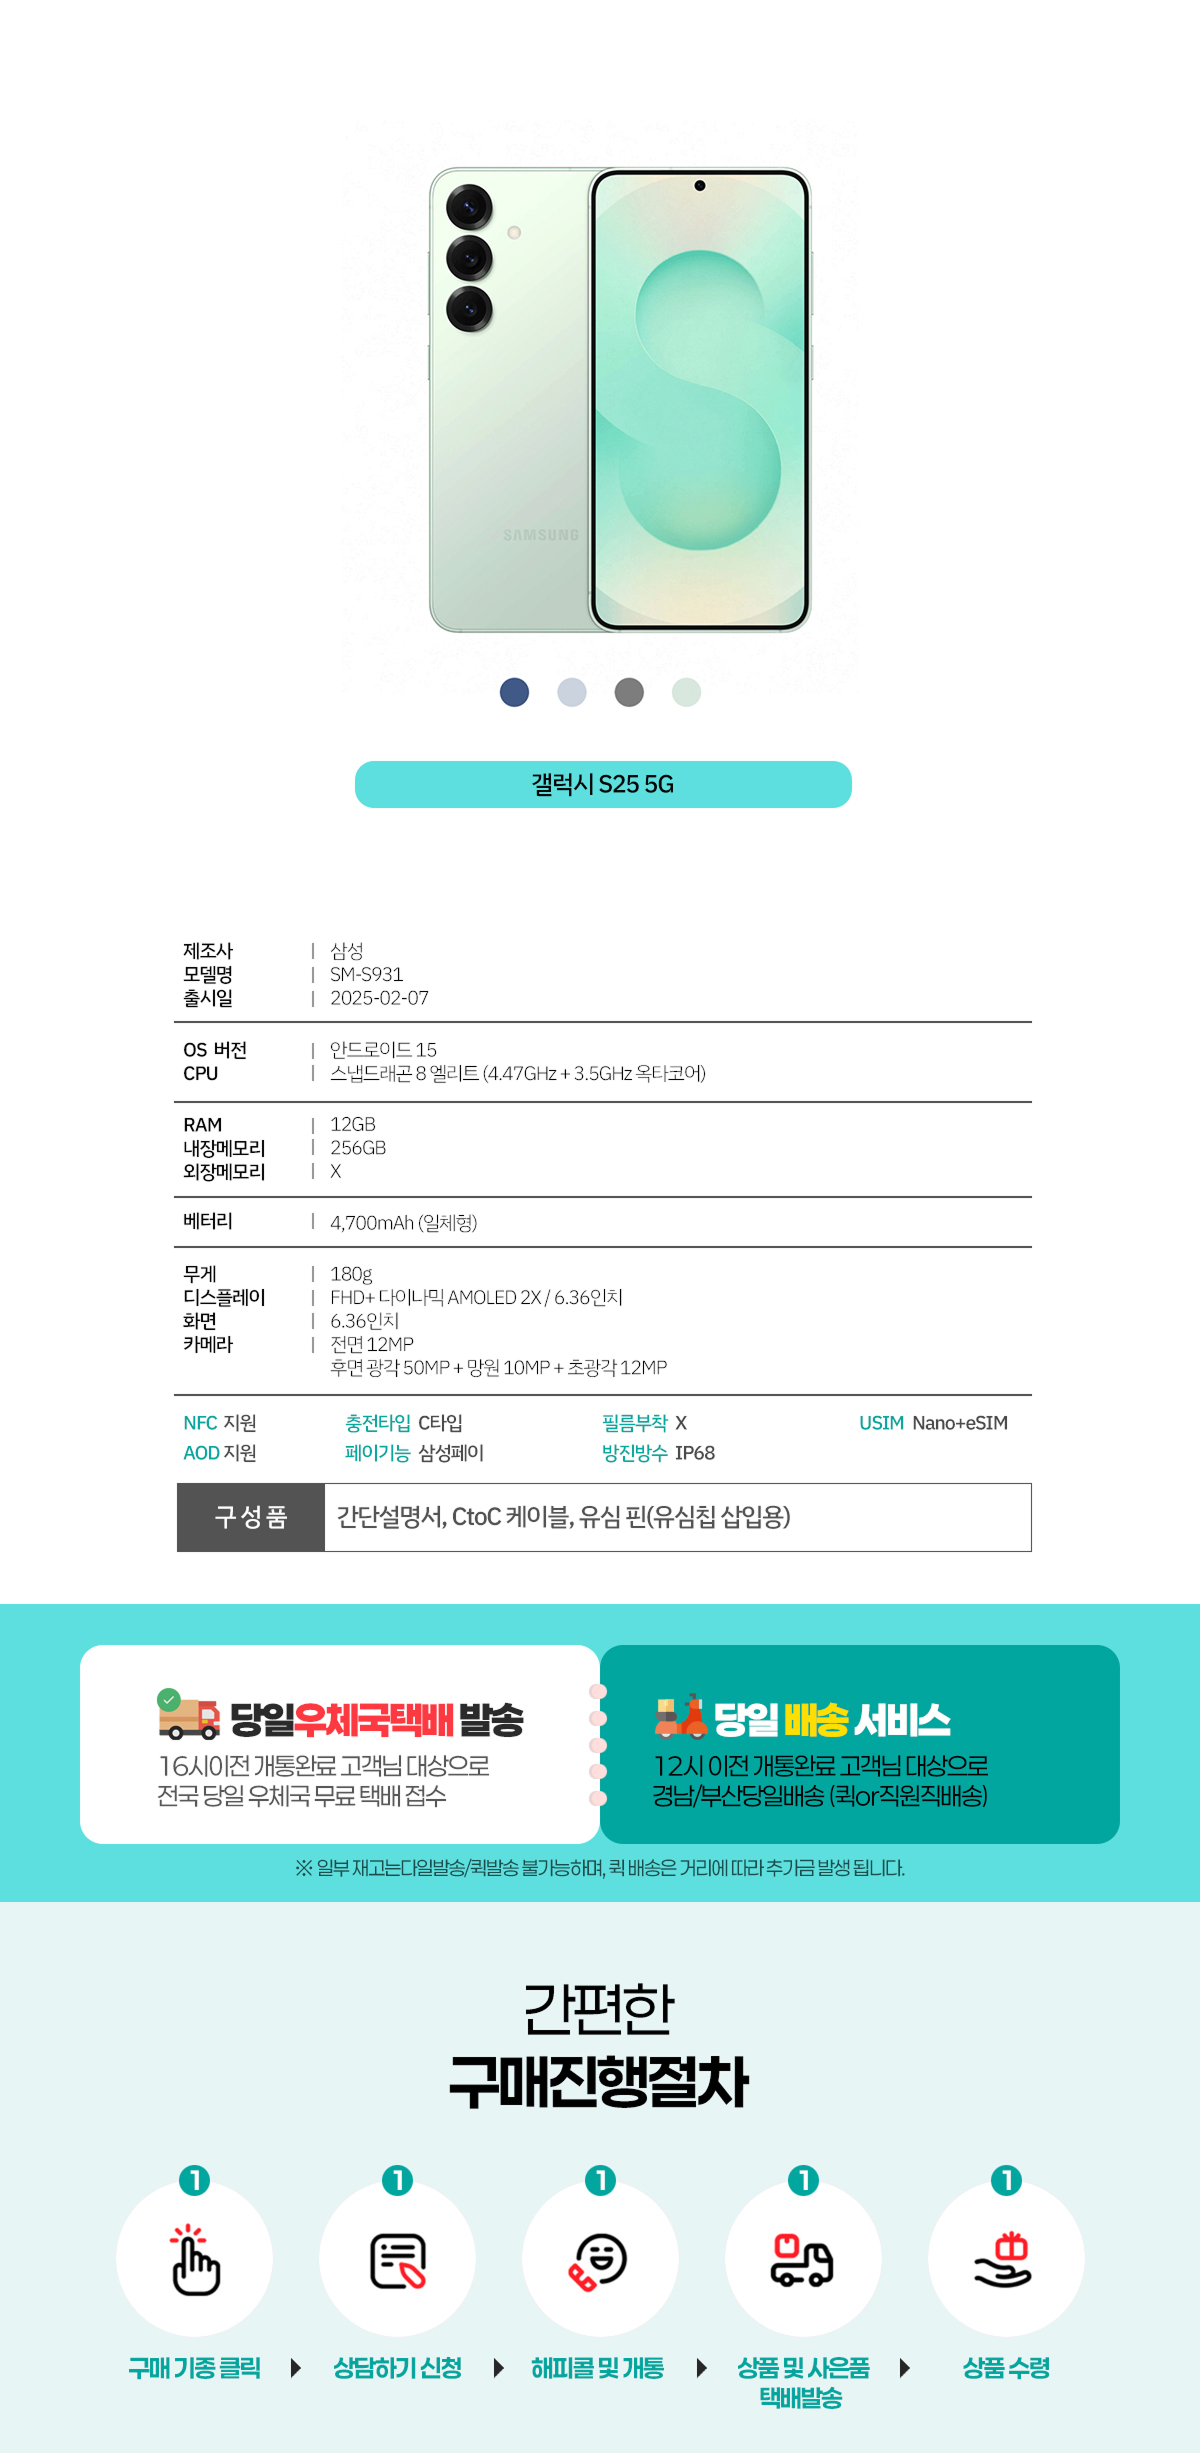 SAMSUNG
갤럭시 S25 5G
제조사 | 삼성
모델명 | SM-S931
출시일 | 2025-02-07
OS 버전 | 안드로이드 15
CPU | 스냅드래곤 8 엘리트 (4.47GHz + 3.5GHz 옥타코어)
RAM | 12GB
내장메모리 | 256GB
외장메모리 | X
베터리 | 4,700mAh (일체형)
무게 | 180g
디스플레이 | FHD+ 다이나믹 AMOLED 2X / 6.36인치
화면 | 6.36인치
카메라 | 전면 12MP
후면 광각 50MP + 망원 10MP + 초광각 12MP
NFC 지원 충전타입 C타입 필름부착 X USIM Nano+eSIM
AOD 지원 페이기능 삼성페이 방진방수 IP68
구성품 간단설명서, CtoC 케이블, 유심 핀(유심칩 삽입용)
당일우체국택배 발송
16시이전 개통완료 고객님 대상으로
전국 당일 우체국 무료 택배 접수
당일 배송 서비스
12시 이전 개통완료 고객님 대상으로
경남/부산당일배송 (퀵or직원직배송)
※ 일부 재고는다일발송/퀵발송 불가능하며, 퀵 배송은 거리에 따라 추가금 발생 됩니다.
간편한
구매진행절차
1 1 1 1 1
구매 기종 클릭 상담하기 신청 해피콜 및 개통 상품 및 사은품 상품 수령
택배발송